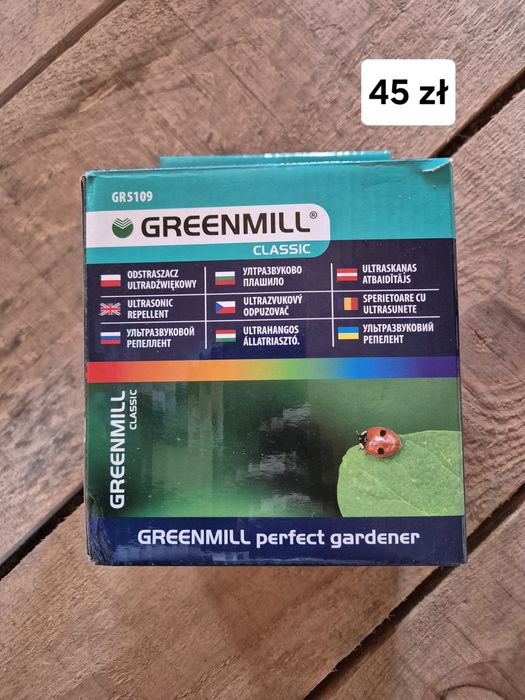 45 zł
GR5109
GREENMILL®
CLASSIC
ODSTRASZACZ
ULTRADŹWIĘKOWY
УЛТРАЗВУКОВО
ПЛАШИЛО
ULTRASKAŅAS
ATBAIDĪTĀJS
ULTRASONIC
REPELLENT
ULTRAZVUKOVÝ
ODPUZOVAČ
SPERIETOARE CU
ULTRASUNETE
УЛЬТРАЗВУКОВОЙ
РЕПЕЛЛЕНТ
ULTRAHANGOS
ÁLLATRIASZTÓ.
УЛЬТРАЗВУКОВИЙ
РЕПЕЛЕНТ
GREENMILL
CLASSIC
GREENMILL perfect gardener